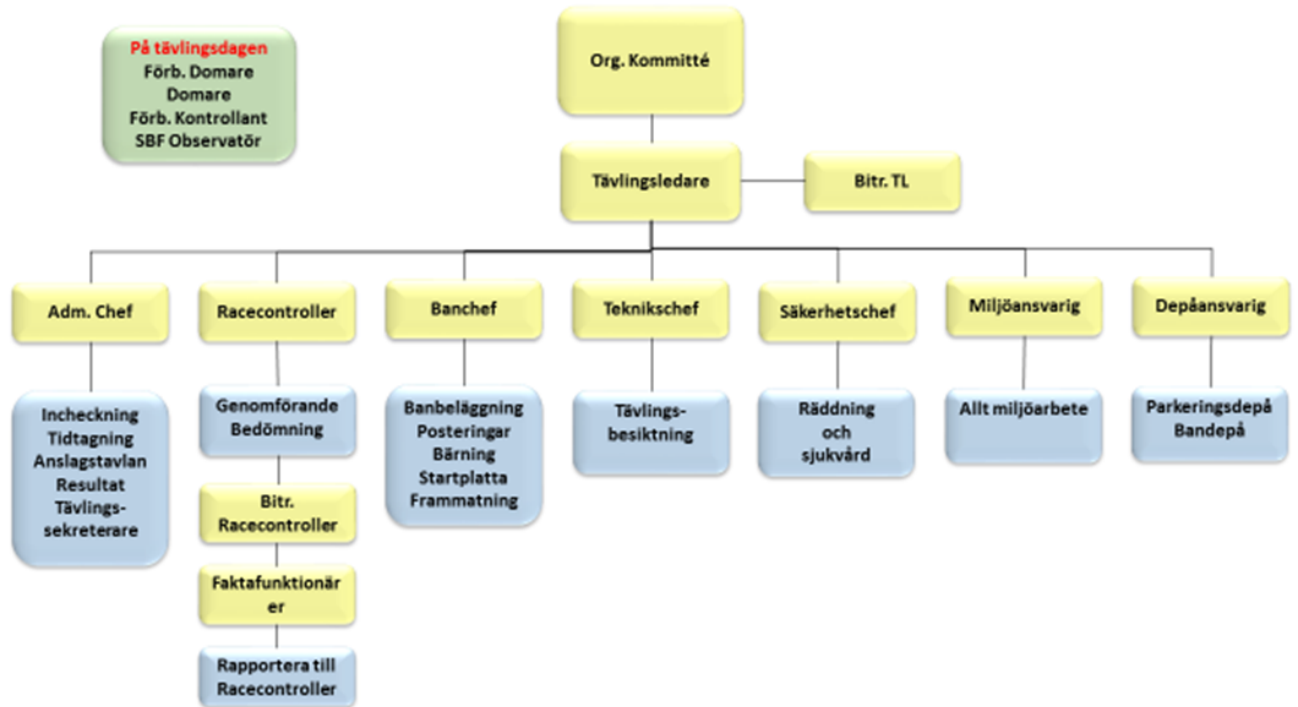 På tävlingsdagen
Förb. Domare
Domare
Förb. Kontrollant
SBF Observatör
Org. Kommitté
Tävlingsledare
Bitr. TL
Adm. Chef
Racecontroller
Banchef
Teknikschef
Säkerhetschef
Miljöansvarig
Depåansvarig
Incheckning
Tidtagning
Anslagstavlan
Resultat
Tävlings-
sekreterare
Genomförande
Bedömning
Bitr.
Racecontroller
Faktafunktionär
er
Rapportera till
Racecontroller
Banbeläggning
Posteringar
Bärning
Startplatta
Frammatning
Tävlings-
besiktning
Räddning
och
sjukvård
Allt miljöarbete
Parkeringsdepå
Bandepå